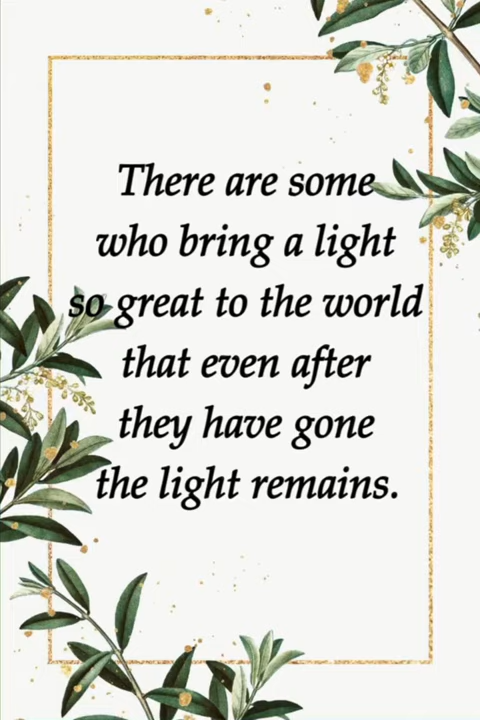 There are some
who bring a light
so great to the world
that even after
they have gone
the light remains.